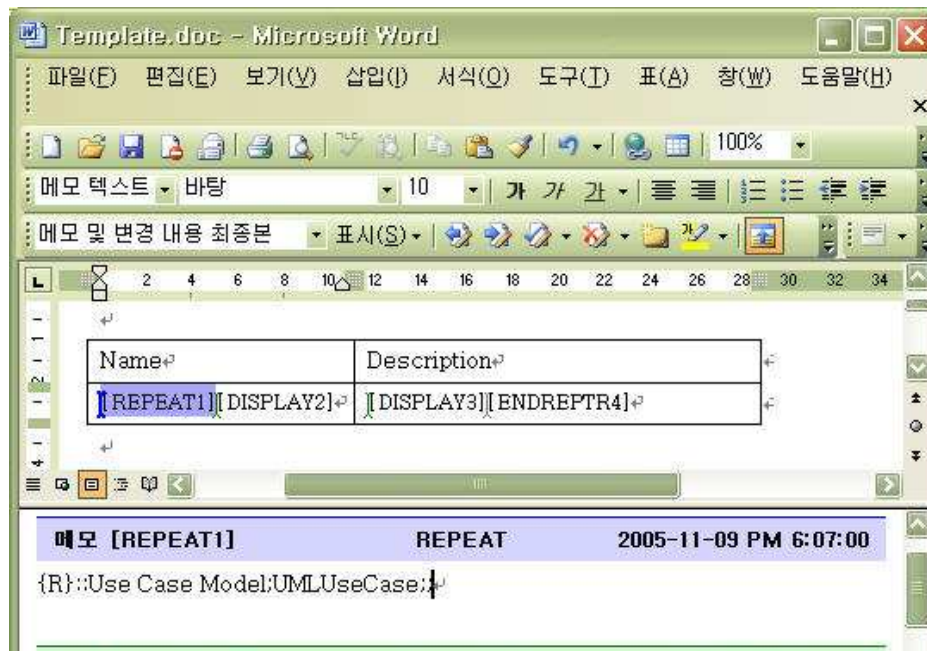 Template.doc - Microsoft Word
파일(F) 편집(E) 보기(V) 삽입(I) 서식(O) 도구(T) 표(A) 창(W) 도움말(H)
100%
메모 텍스트 바탕 10 가 가 가
메모 및 변경 내용 최종본 표시(S)
2 4 6 8 10 12 14 16 18 20 22 24 26 28 30 32 34
Name Description
[REPEAT1][DISPLAY2] [DISPLAY3][ENDREPTR4]
메모 [REPEAT1] REPEAT 2005-11-09 PM 6:07:00
{R}::Use Case Model;UMLUseCase;;